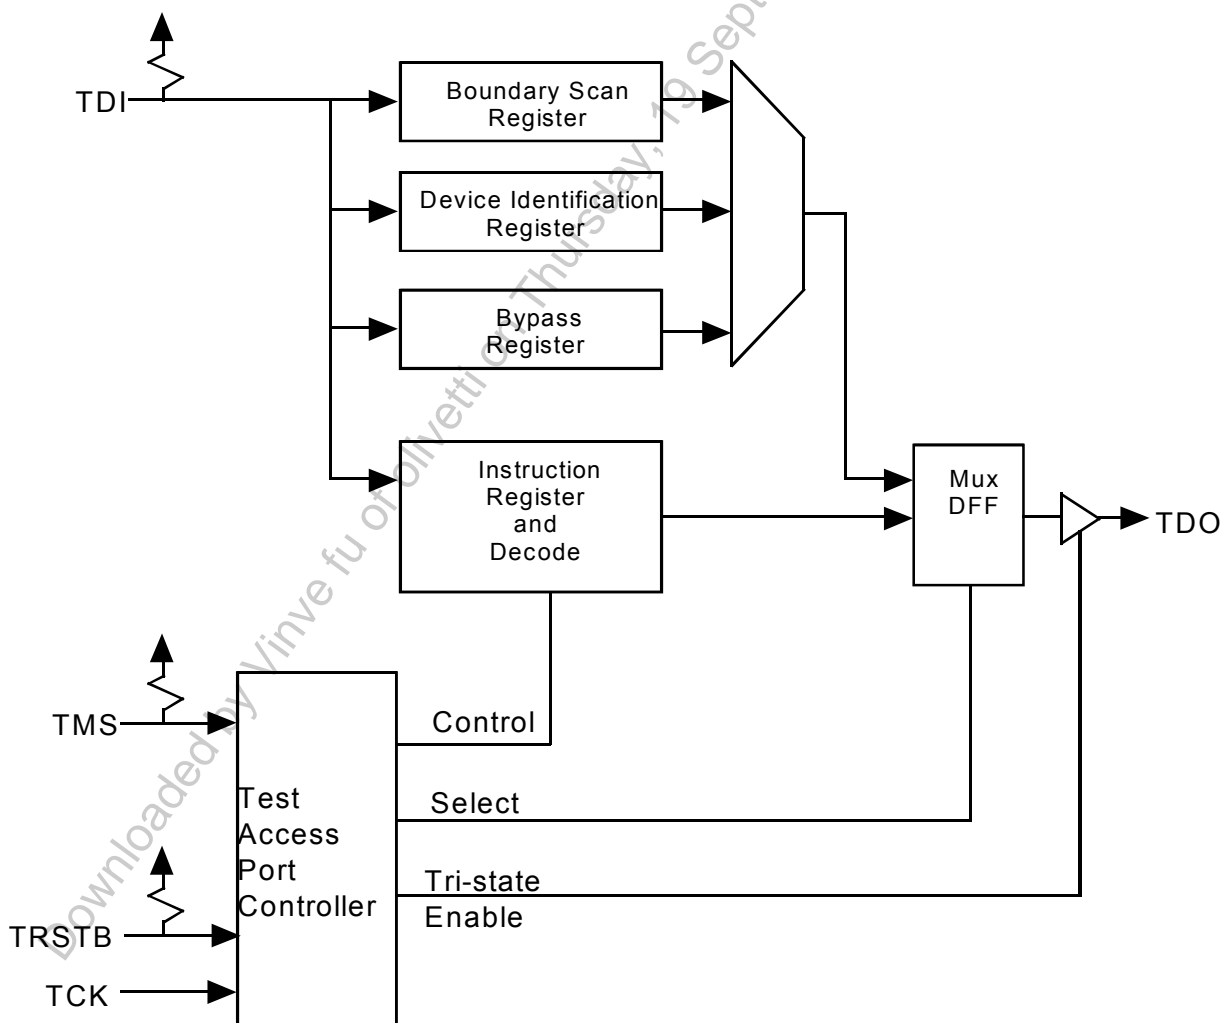 TDI
Boundary Scan
Register
Device Identification
Register
Bypass
Register
Instruction
Register
and
Decode
Mux
DFF
TDO
TMS
Control
Select
Test
Access
Port
Controller
Tri-state
Enable
TRSTB
TCK
Downloaded by Vinve fu of olivetti on Thursday, 19 Sept